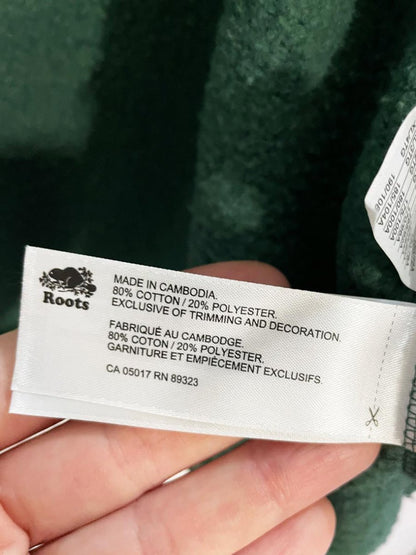 Roots
MADE IN CAMBODIA.
80% COTTON / 20% POLYESTER.
EXCLUSIVE OF TRIMMING AND DECORATION.
FABRIQUÉ AU CAMBODGE.
80% COTTON / 20% POLYESTER.
GARNITURE ET EMPIÈCEMENT EXCLUSIFS.
CA 05017 RN 89323